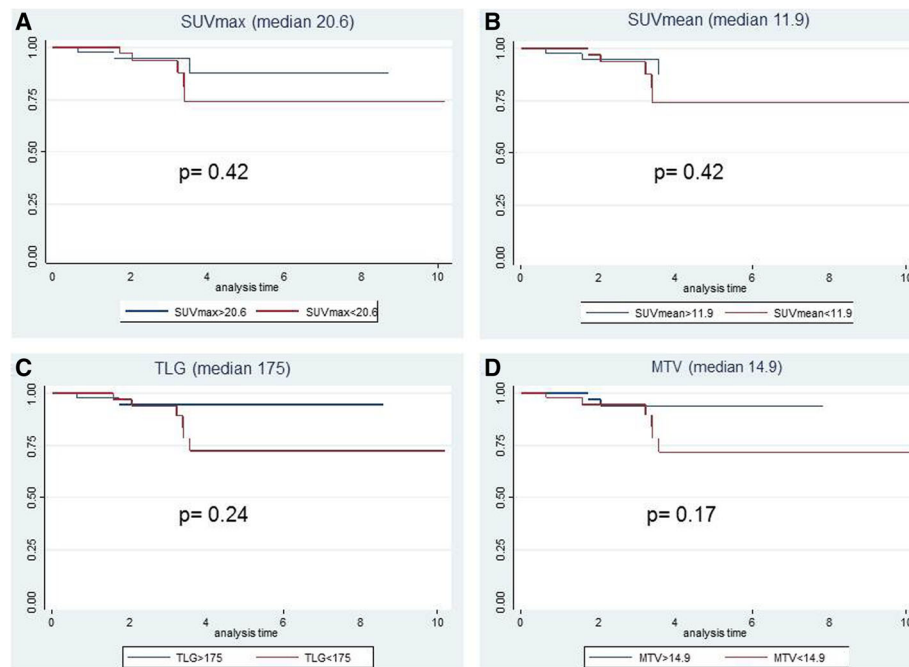 A
SUVmax (median 20.6)
1.00
0.75
0.50
0.25
0.00
p= 0.42
0 2 4 6 8 10
analysis time
SUVmax>20.6 SUVmax<20.6
B
SUVmean (median 11.9)
1.00
0.75
0.50
0.25
0.00
p= 0.42
0 2 4 6 8 10
analysis time
SUVmean>11.9 SUVmean<11.9
C
TLG (median 175)
1.00
0.75
0.50
0.25
0.00
p= 0.24
0 2 4 6 8 10
analysis time
TLG>175 TLG<175
D
MTV (median 14.9)
1.00
0.75
0.50
0.25
0.00
p= 0.17
0 2 4 6 8 10
analysis time
MTV>14.9 MTV<14.9